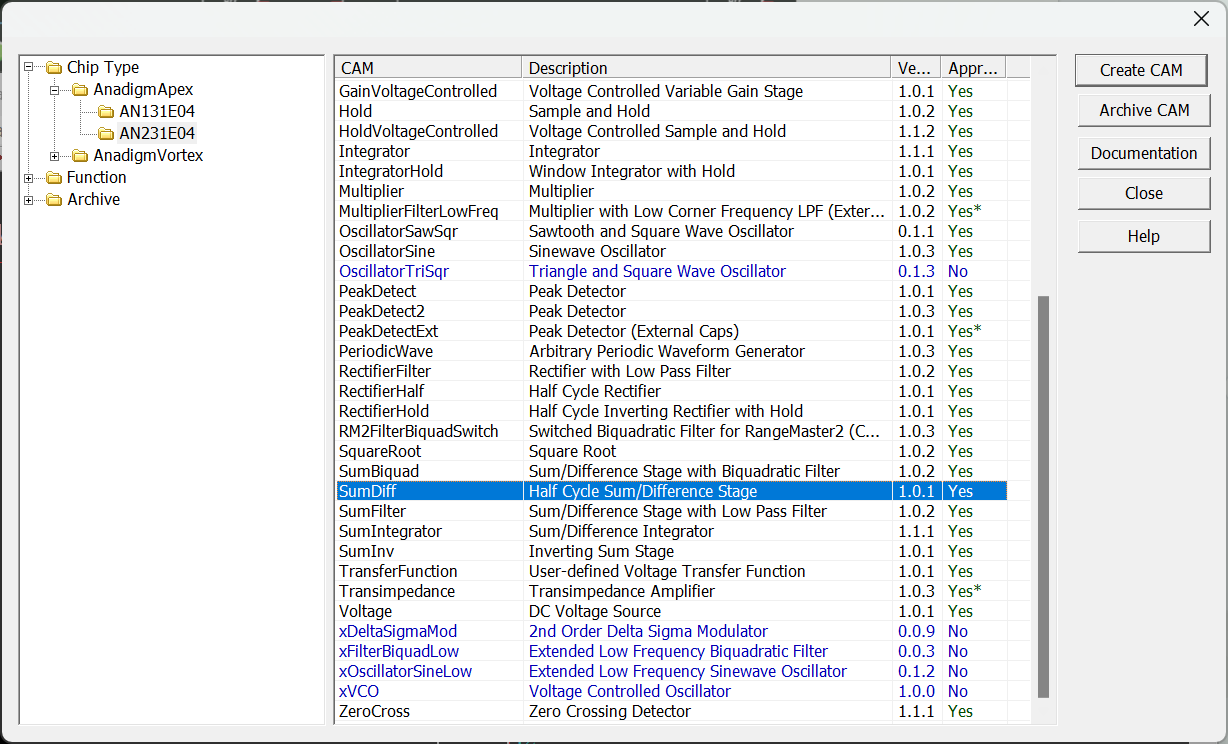 Chip Type
AnadigmApex
AN131E04
AN231E04
AnadigmVortex
Function
Archive
CAM Description Ve... Appr...
GainVoltageControlled Voltage Controlled Variable Gain Stage 1.0.1 Yes
Hold Sample and Hold 1.0.2 Yes
HoldVoltageControlled Voltage Controlled Sample and Hold 1.1.2 Yes
Integrator Integrator 1.1.1 Yes
IntegratorHold Window Integrator with Hold 1.0.1 Yes
Multiplier Multiplier 1.0.2 Yes
MultiplierFilterLowFreq Multiplier with Low Corner Frequency LPF (Exter... 1.0.2 Yes*
OscillatorSawSqr Sawtooth and Square Wave Oscillator 0.1.1 Yes
OscillatorSine Sinewave Oscillator 1.0.3 Yes
OscillatorTriSqr Triangle and Square Wave Oscillator 0.1.3 No
PeakDetect Peak Detector 1.0.1 Yes
PeakDetect2 Peak Detector 1.0.3 Yes
PeakDetectExt Peak Detector (External Caps) 1.0.1 Yes*
PeriodicWave Arbitrary Periodic Waveform Generator 1.0.3 Yes
RectifierFilter Rectifier with Low Pass Filter 1.0.2 Yes
RectifierHalf Half Cycle Rectifier 1.0.1 Yes
RectifierHold Half Cycle Inverting Rectifier with Hold 1.0.2 Yes
RM2FilterBiquadSwitch Switched Biquadratic Filter for RangeMaster2 (C... 1.0.3 Yes
SquareRoot Square Root 1.0.2 Yes
SumBiquad Sum/Difference Stage with Biquadratic Filter 1.0.2 Yes
SumDiff Half Cycle Sum/Difference Stage 1.0.1 Yes
SumFilter Sum/Difference Stage with Low Pass Filter 1.0.2 Yes
SumIntegrator Sum/Difference Integrator 1.1.1 Yes
SumInv Inverting Sum Stage 1.0.1 Yes
TransferFunction User-defined Voltage Transfer Function 1.0.1 Yes
Transimpedance Transimpedance Amplifier 1.0.3 Yes*
Voltage DC Voltage Source 1.0.1 Yes
xDeltaSigmaMod 2nd Order Delta Sigma Modulator 0.0.9 No
xFilterBiquadLow Extended Low Frequency Biquadratic Filter 0.0.3 No
xOscillatorSineLow Extended Low Frequency Sinewave Oscillator 0.1.2 No
xVCO Voltage Controlled Oscillator 1.0.0 No
ZeroCross Zero Crossing Detector 1.1.1 Yes
Create CAM
Archive CAM
Documentation
Close
Help